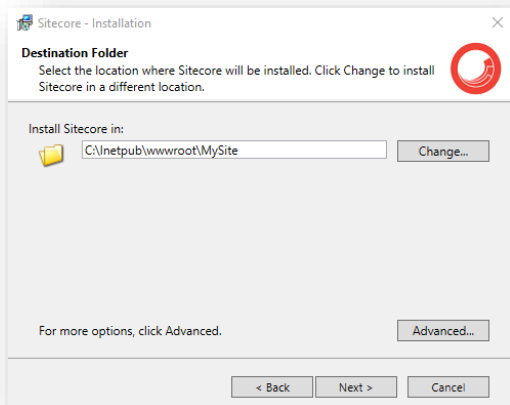 Sitecore - Installation
Destination Folder
Select the location where Sitecore will be installed. Click Change to install
Sitecore in a different location.
Install Sitecore in:
C:\Inetpub\wwwroot\MySite
Change...
For more options, click Advanced.
Advanced...
< Back
Next >
Cancel